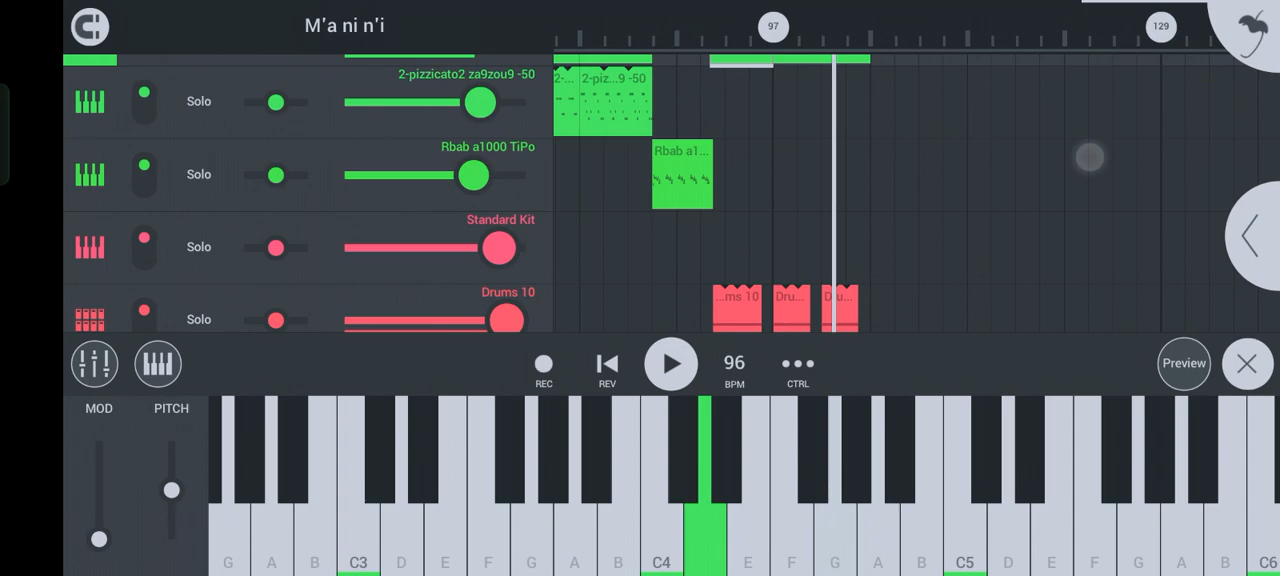 M'a ni n'i
97
129
2-pizzicato2 za9zou9 -50
2-...
2-piz...9 -50
Solo
Rbab a1000 TiPo
Rbab a1...
Solo
Standard Kit
Solo
Drums 10
...ms 10
Dru...
Dru...
Solo
REC
REV
96
BPM
CTRL
Preview
MOD
PITCH
G A B C3 D E F G A B C4 E F G A B C5 D E F G A B C6